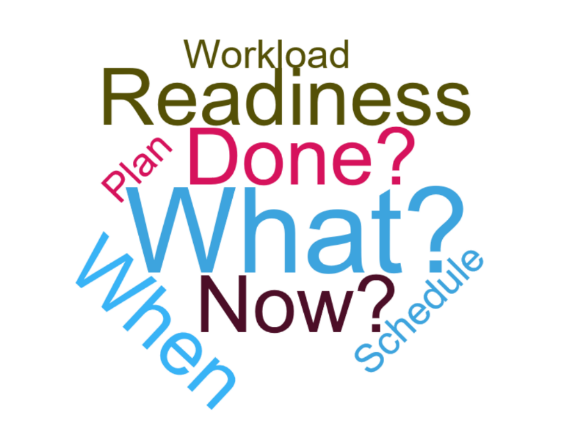 Workload
Readiness
Plan
Done?
What?
When
Now?
Schedule